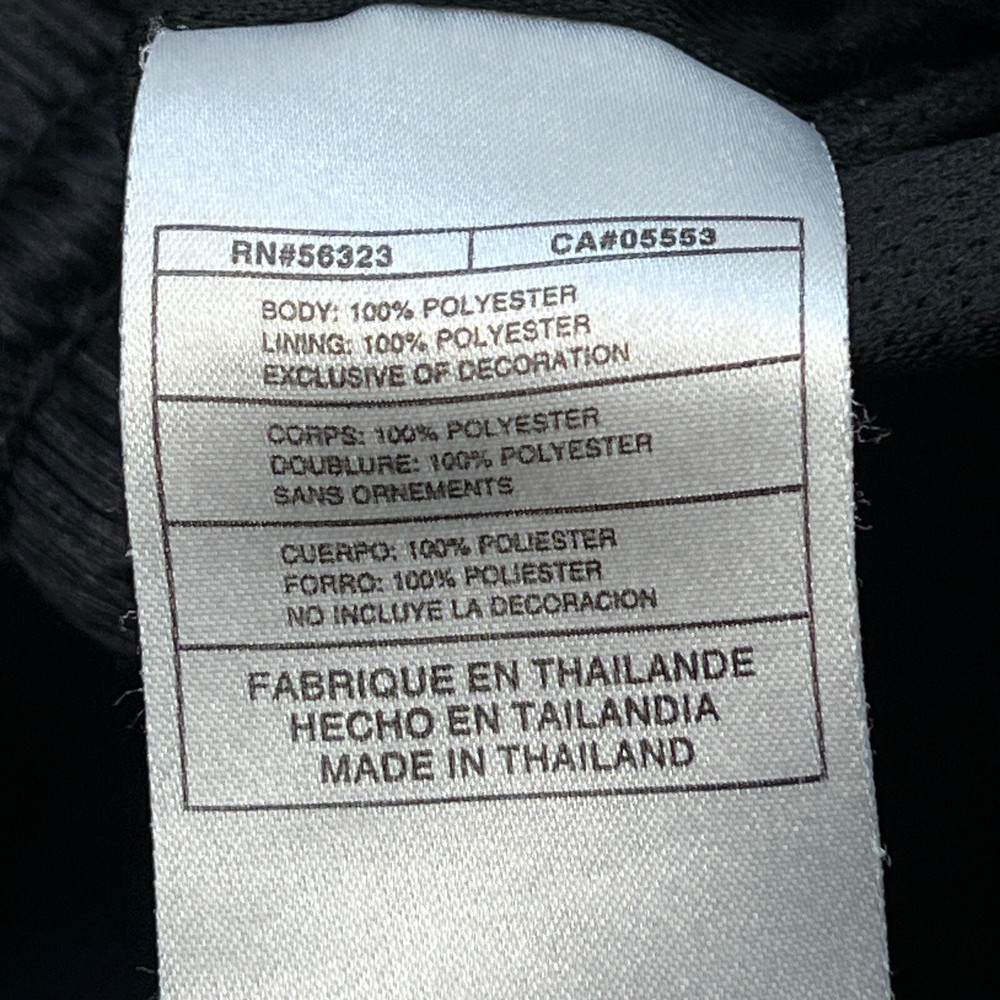 RN#56323 CA#05553
BODY: 100% POLYESTER
LINING: 100% POLYESTER
EXCLUSIVE OF DECORATION
CORPS: 100% POLYESTER
DOUBLURE: 100% POLYESTER
SANS ORNEMENTS
CUERPO: 100% POLIESTER
FORRO: 100% POLIESTER
NO INCLUYE LA DECORACION
FABRIQUE EN THAILANDE
HECHO EN TAILANDIA
MADE IN THAILAND